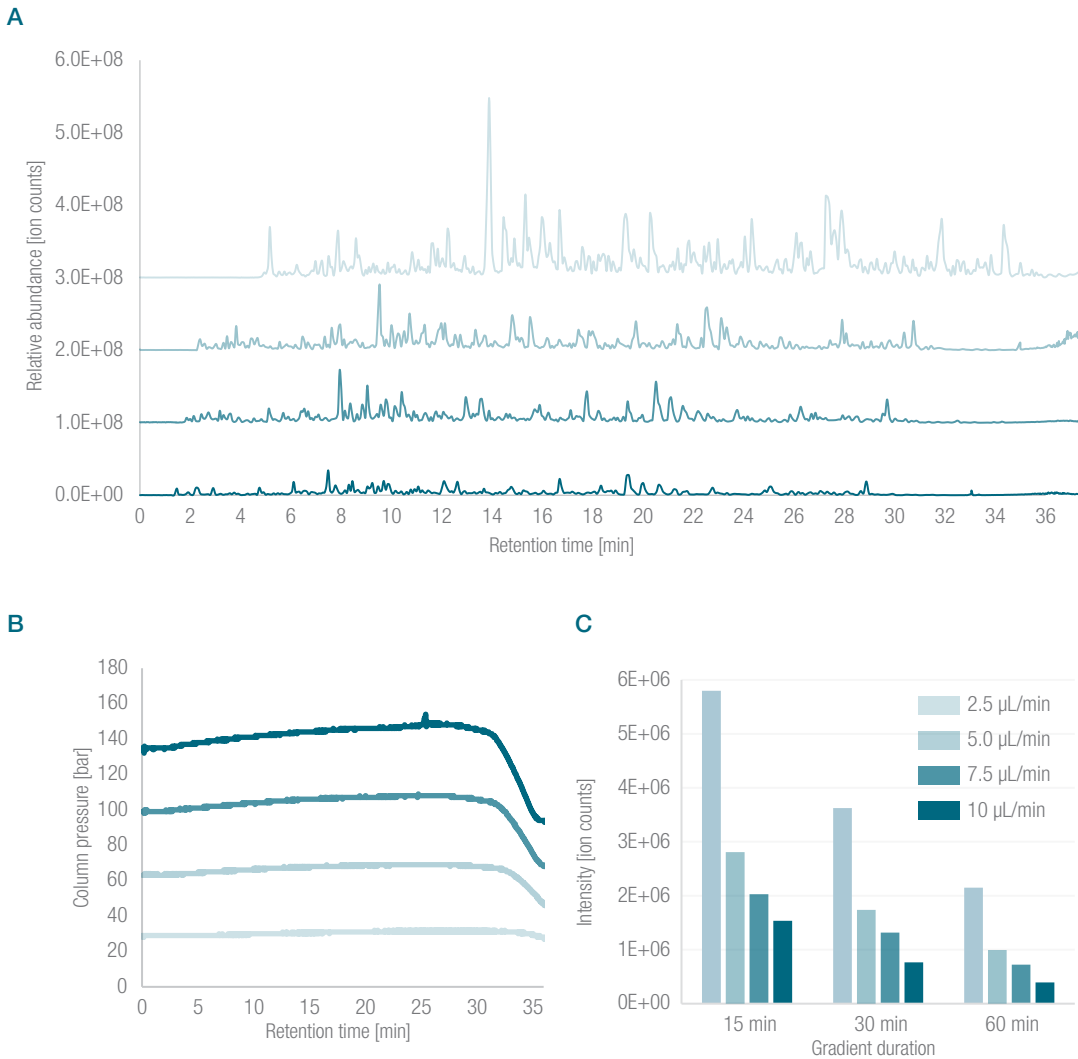 A
6.0E+08
5.0E+08
4.0E+08
3.0E+08
2.0E+08
1.0E+08
0.0E+00
Relative abundance [ion counts]
0 2 4 6 8 10 12 14 16 18 20 22 24 26 28 30 32 34 36
Retention time [min]
B
180
160
140
120
100
80
60
40
20
0
Column pressure [bar]
0 5 10 15 20 25 30 35
Retention time [min]
C
6E+06
5E+06
4E+06
3E+06
2E+06
1E+06
0E+00
Intensity [ion counts]
2.5 µL/min
5.0 µL/min
7.5 µL/min
10 µL/min
15 min 30 min 60 min
Gradient duration